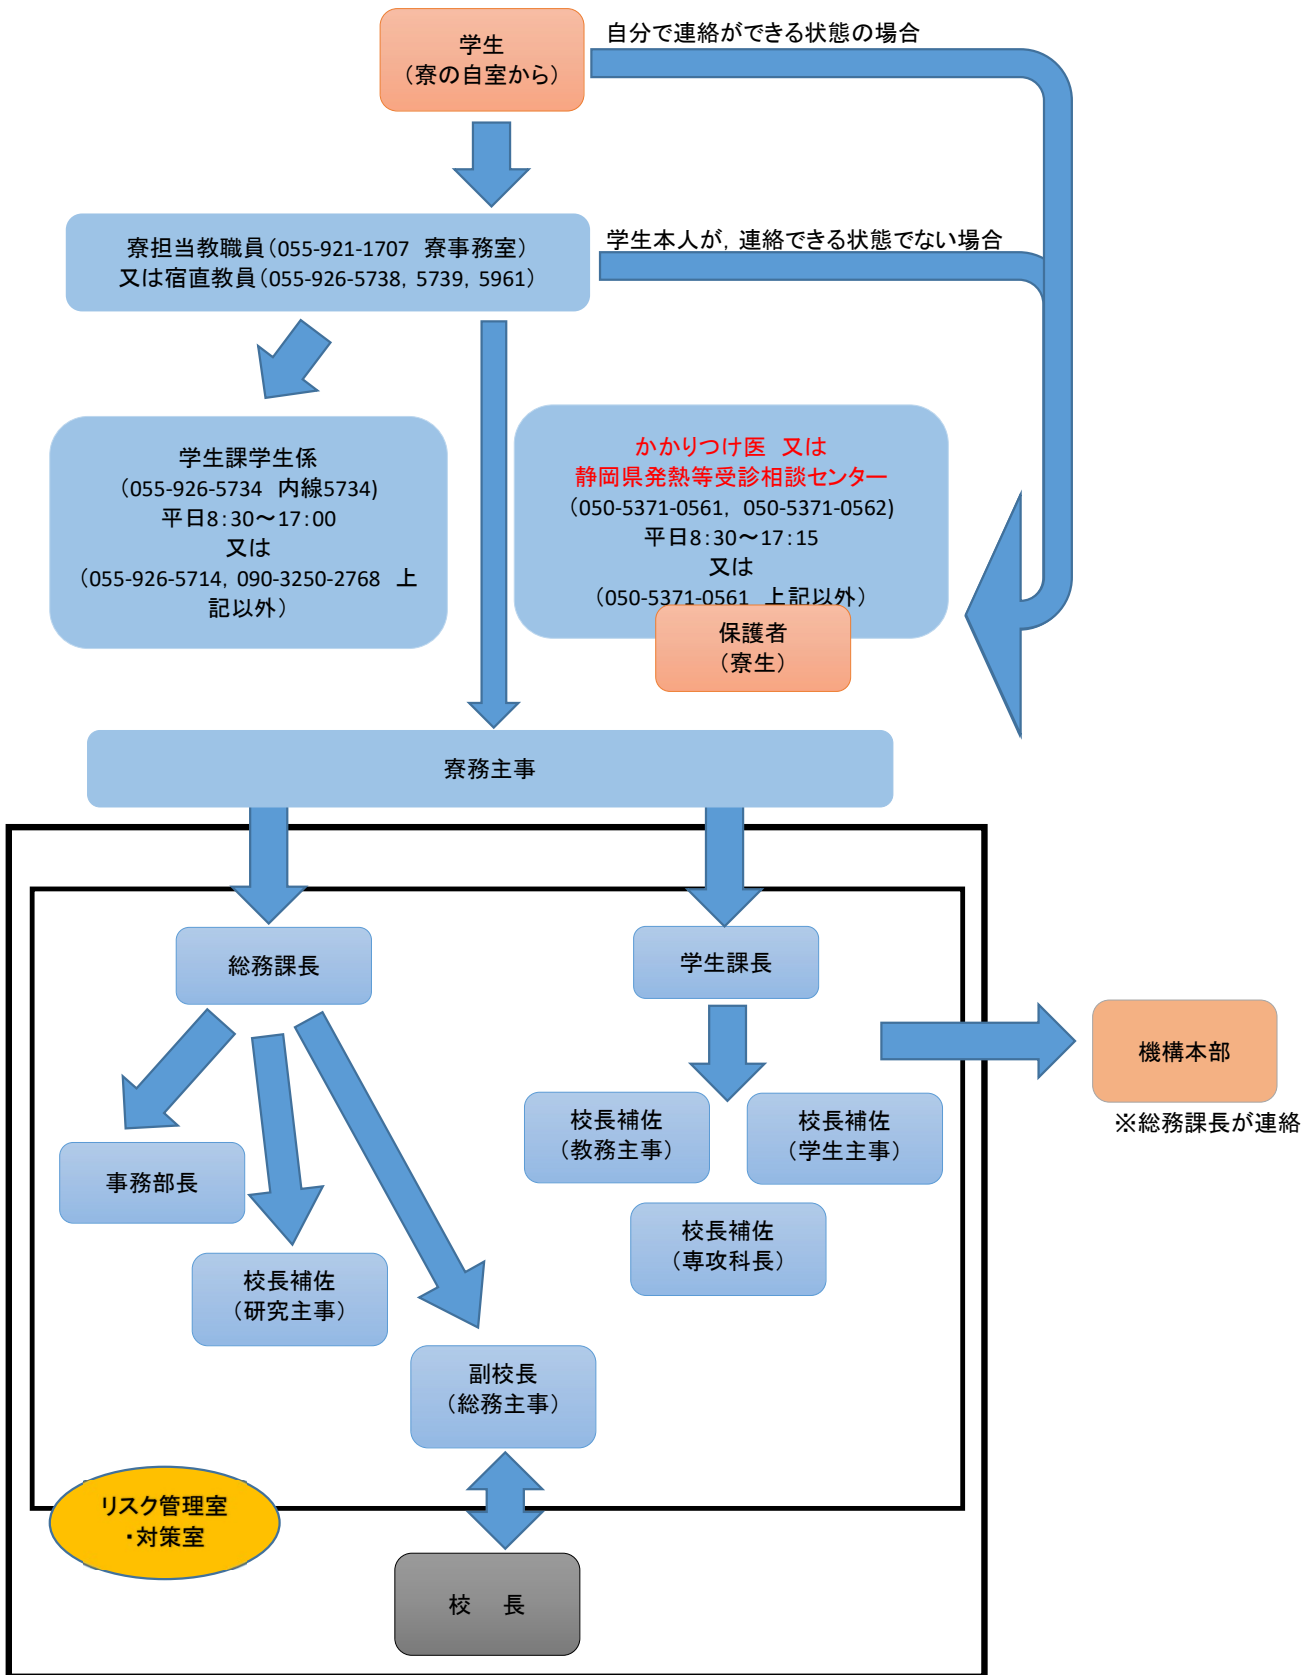 学生
（寮の自室から）
自分で連絡ができる状態の場合
寮担当教職員（055-921-1707　寮事務室）
又は宿直教員（055-926-5738，5739，5961）
学生本人が，連絡できる状態でない場合
学生課学生係
（055-926-5734　内線5734)
平日8：30～17：00
又は
（055-926-5714，090-3250-2768　上
記以外）
かかりつけ医　又は
静岡県発熱等受診相談センター
（050-5371-0561，050-5371-0562)
平日8：30～17：15
又は
（050-5371-0561　上記以外）
保護者
（寮生）
寮務主事
総務課長
学生課長
機構本部
※総務課長が連絡
校長補佐
（教務主事）
校長補佐
（学生主事）
事務部長
校長補佐
（専攻科長）
校長補佐
（研究主事）
副校長
（総務主事）
リスク管理室
・対策室
校　長